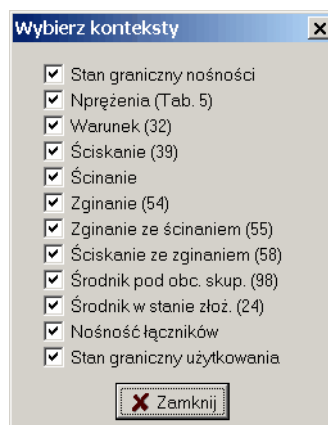 Wybierz konteksty
Stan graniczny nośności
Nprężenia (Tab. 5)
Warunek (32)
Ściskanie (39)
Ścinanie
Zginanie (54)
Zginanie ze ścinaniem (55)
Ściskanie ze zginaniem (58)
Środnik pod obc. skup. (98)
Środnik w stanie złoż. (24)
Nośność łączników
Stan graniczny użytkowania
Zamknij